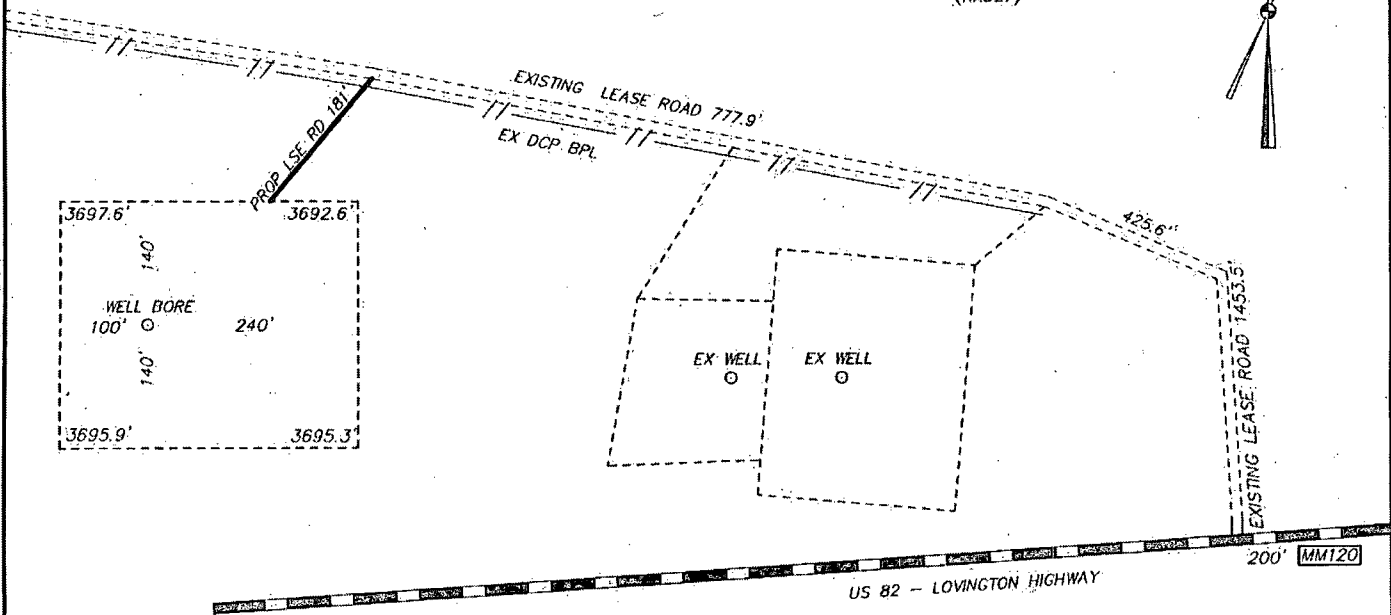 EXISTING LEASE ROAD 777.9'
EX DCP BPL
PROP LSE RD 181'
3697.6'
3692.6'
140'
WELL BORE
100'
240'
140'
3695.9'
3695.3'
EX WELL
EX WELL
425.6'
EXISTING LEASE ROAD 1453.5'
200'
MM120
US 82 – LOVINGTON HIGHWAY